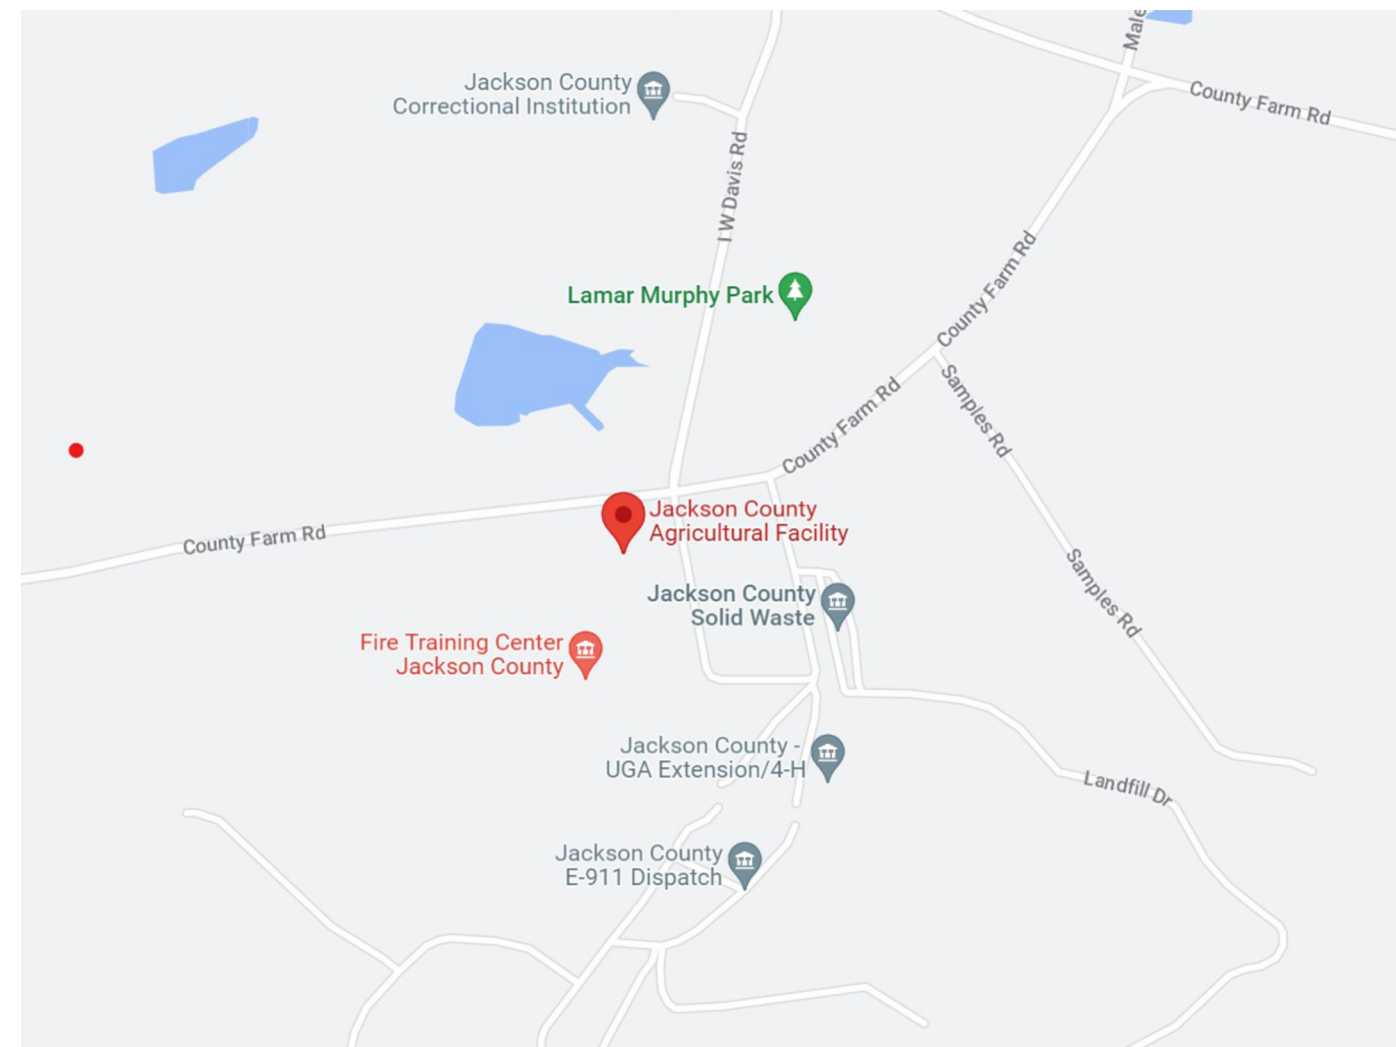 Male
County Farm Rd
Jackson County
Correctional Institution
I W Davis Rd
Lamar Murphy Park
County Farm Rd
County Farm Rd
Samples Rd
County Farm Rd
Jackson County
Agricultural Facility
Samples Rd
Jackson County
Solid Waste
Fire Training Center
Jackson County
Jackson County -
UGA Extension/4-H
Landfill Dr
Jackson County
E-911 Dispatch